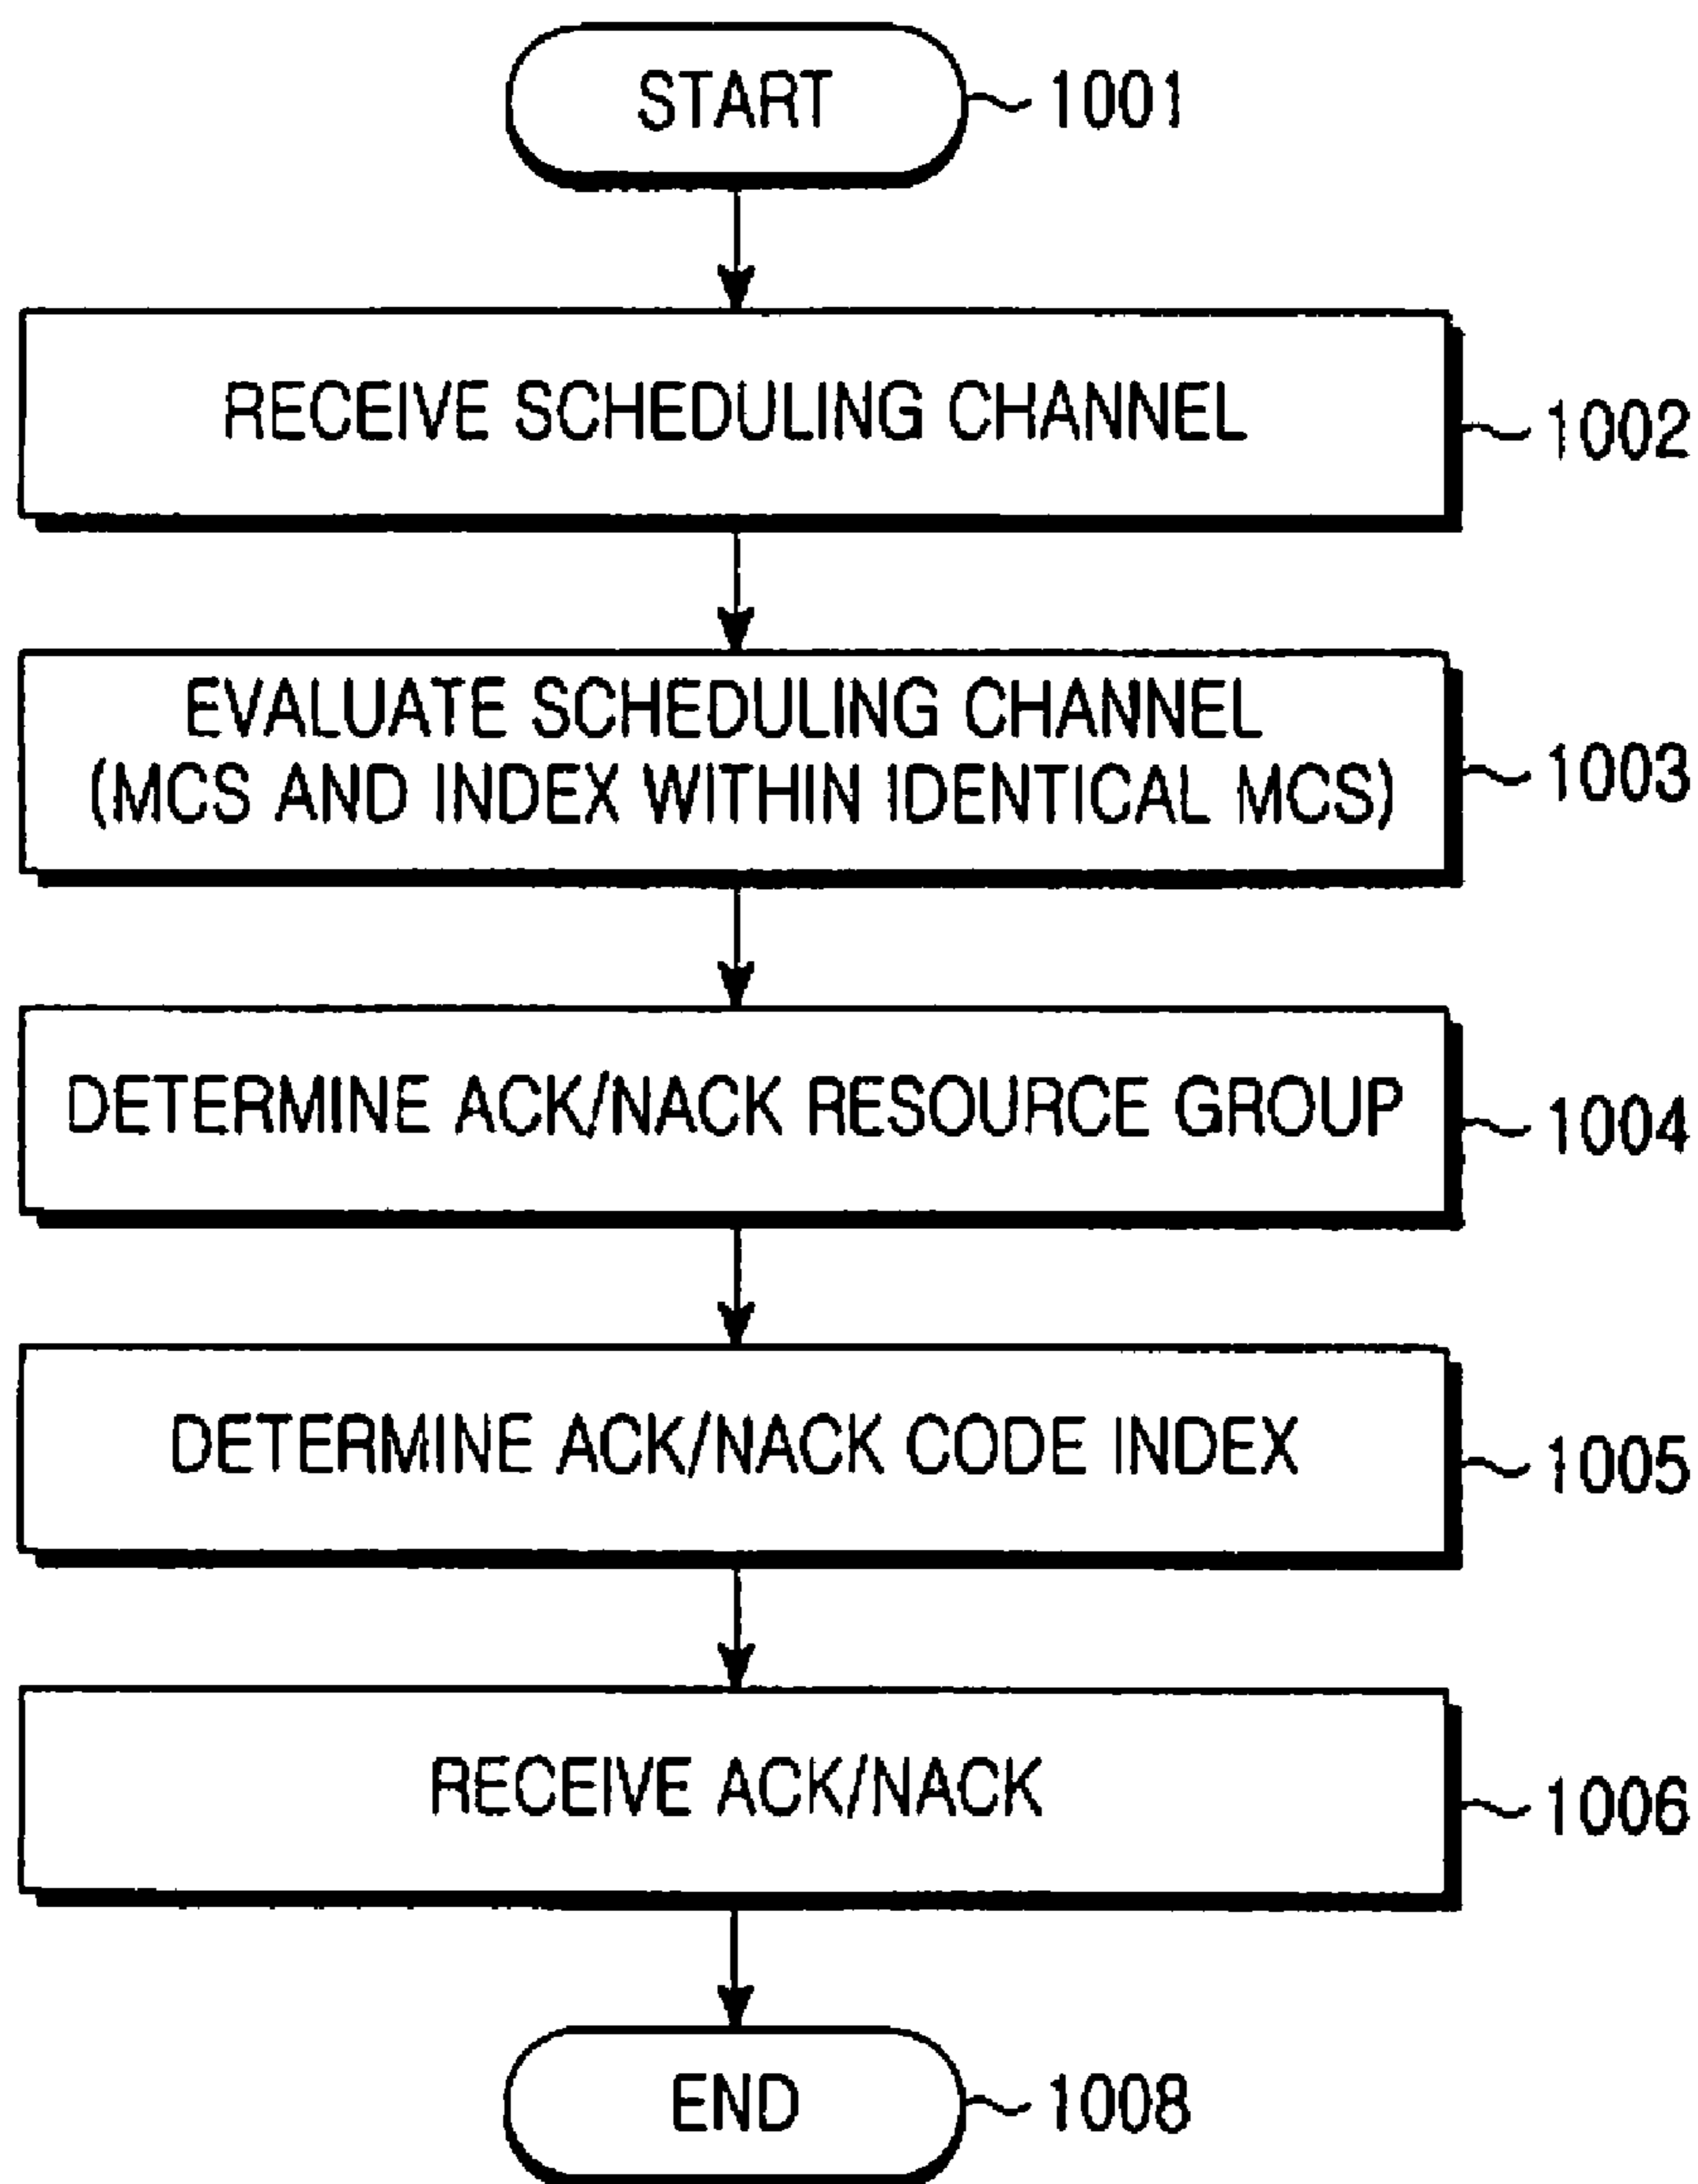 START
1001
RECEIVE SCHEDULING CHANNEL
1002
EVALUATE SCHEDULING CHANNEL
(MCS AND INDEX WITHIN IDENTICAL MCS)
1003
DETERMINE ACK/NACK RESOURCE GROUP
1004
DETERMINE ACK/NACK CODE INDEX
1005
RECEIVE ACK/NACK
1006
END
1008